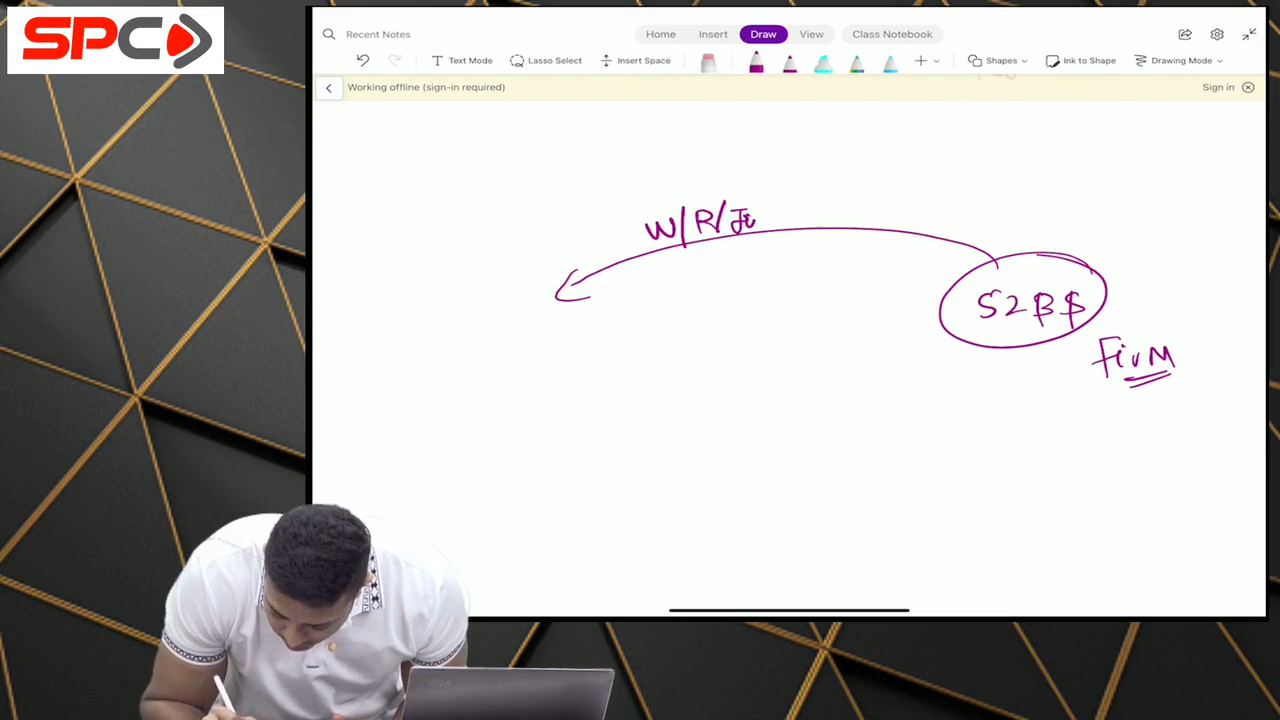 SPC
Recent Notes
Home Insert Draw View Class Notebook
Text Mode Lasso Select Insert Space Shapes Ink to Shape Drawing Mode
Working offline (sign-in required) Sign in
W/R/
S2B$
Firm